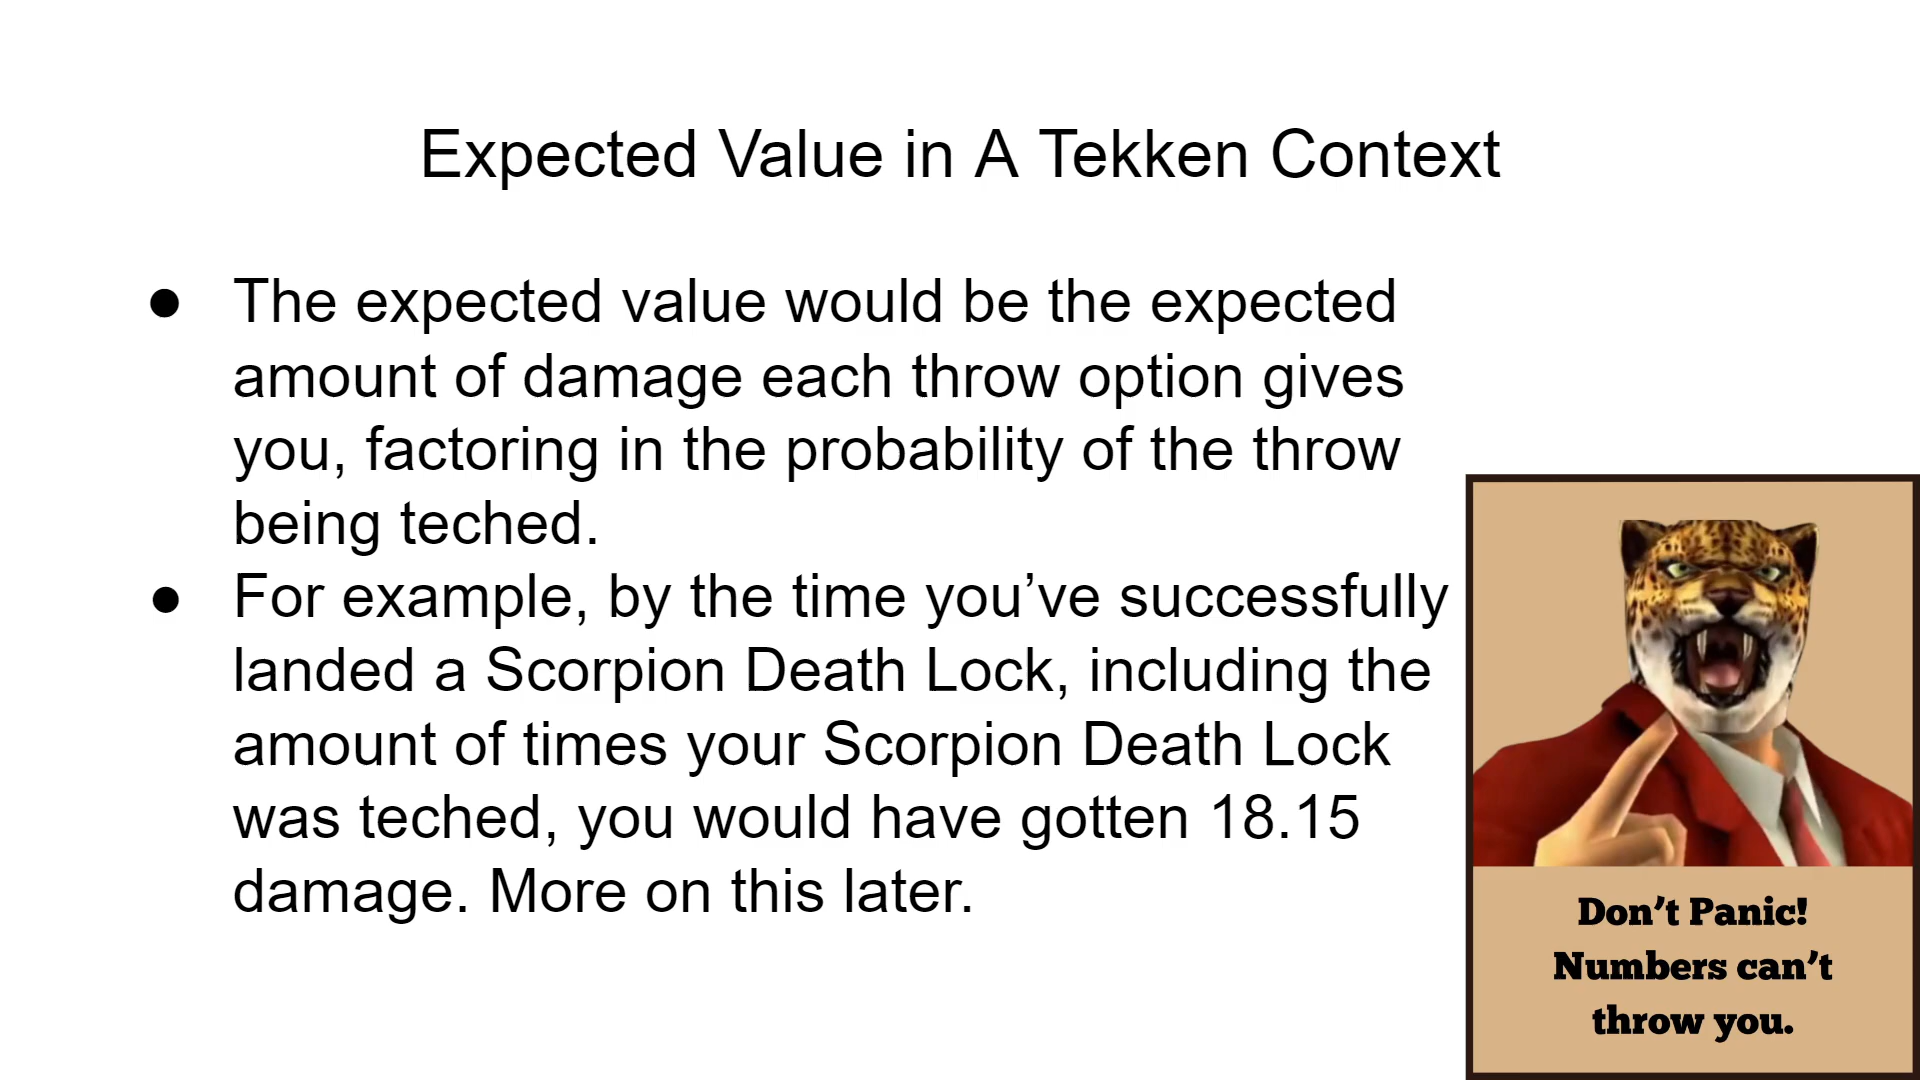 Expected Value in A Tekken Context
● The expected value would be the expected
amount of damage each throw option gives
you, factoring in the probability of the throw
being teched.
● For example, by the time you’ve successfully
landed a Scorpion Death Lock, including the
amount of times your Scorpion Death Lock
was teched, you would have gotten 18.15
damage. More on this later.
Don’t Panic!
Numbers can’t
throw you.